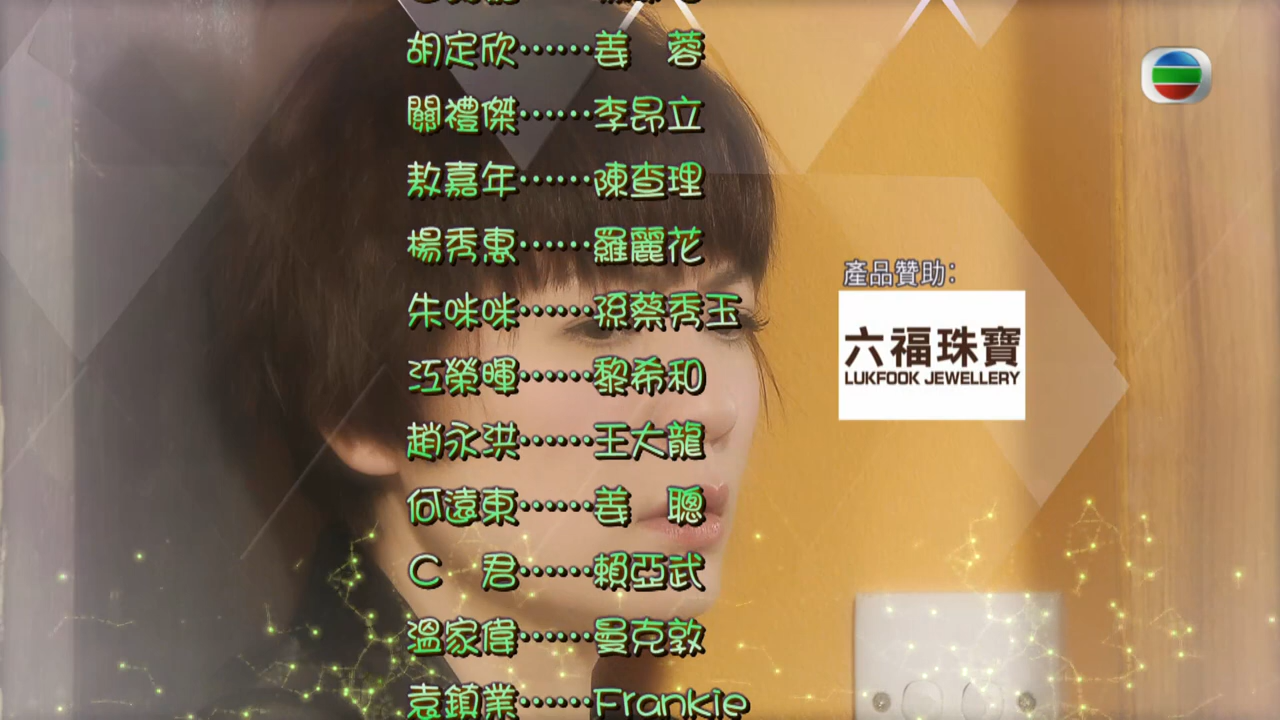 胡定欣……姜　蓉
關禮傑……李昂立
敖嘉年……陳查理
楊秀惠……羅麗花
朱咪咪……孫蔡秀玉
江榮暉……黎希和
趙永洪……王大龍
何遠東……姜　聰
C　君……賴亞武
溫家偉……曼克敦
袁鎮業……Frankie
產品贊助：
六福珠寶
LUKFOOK JEWELLERY